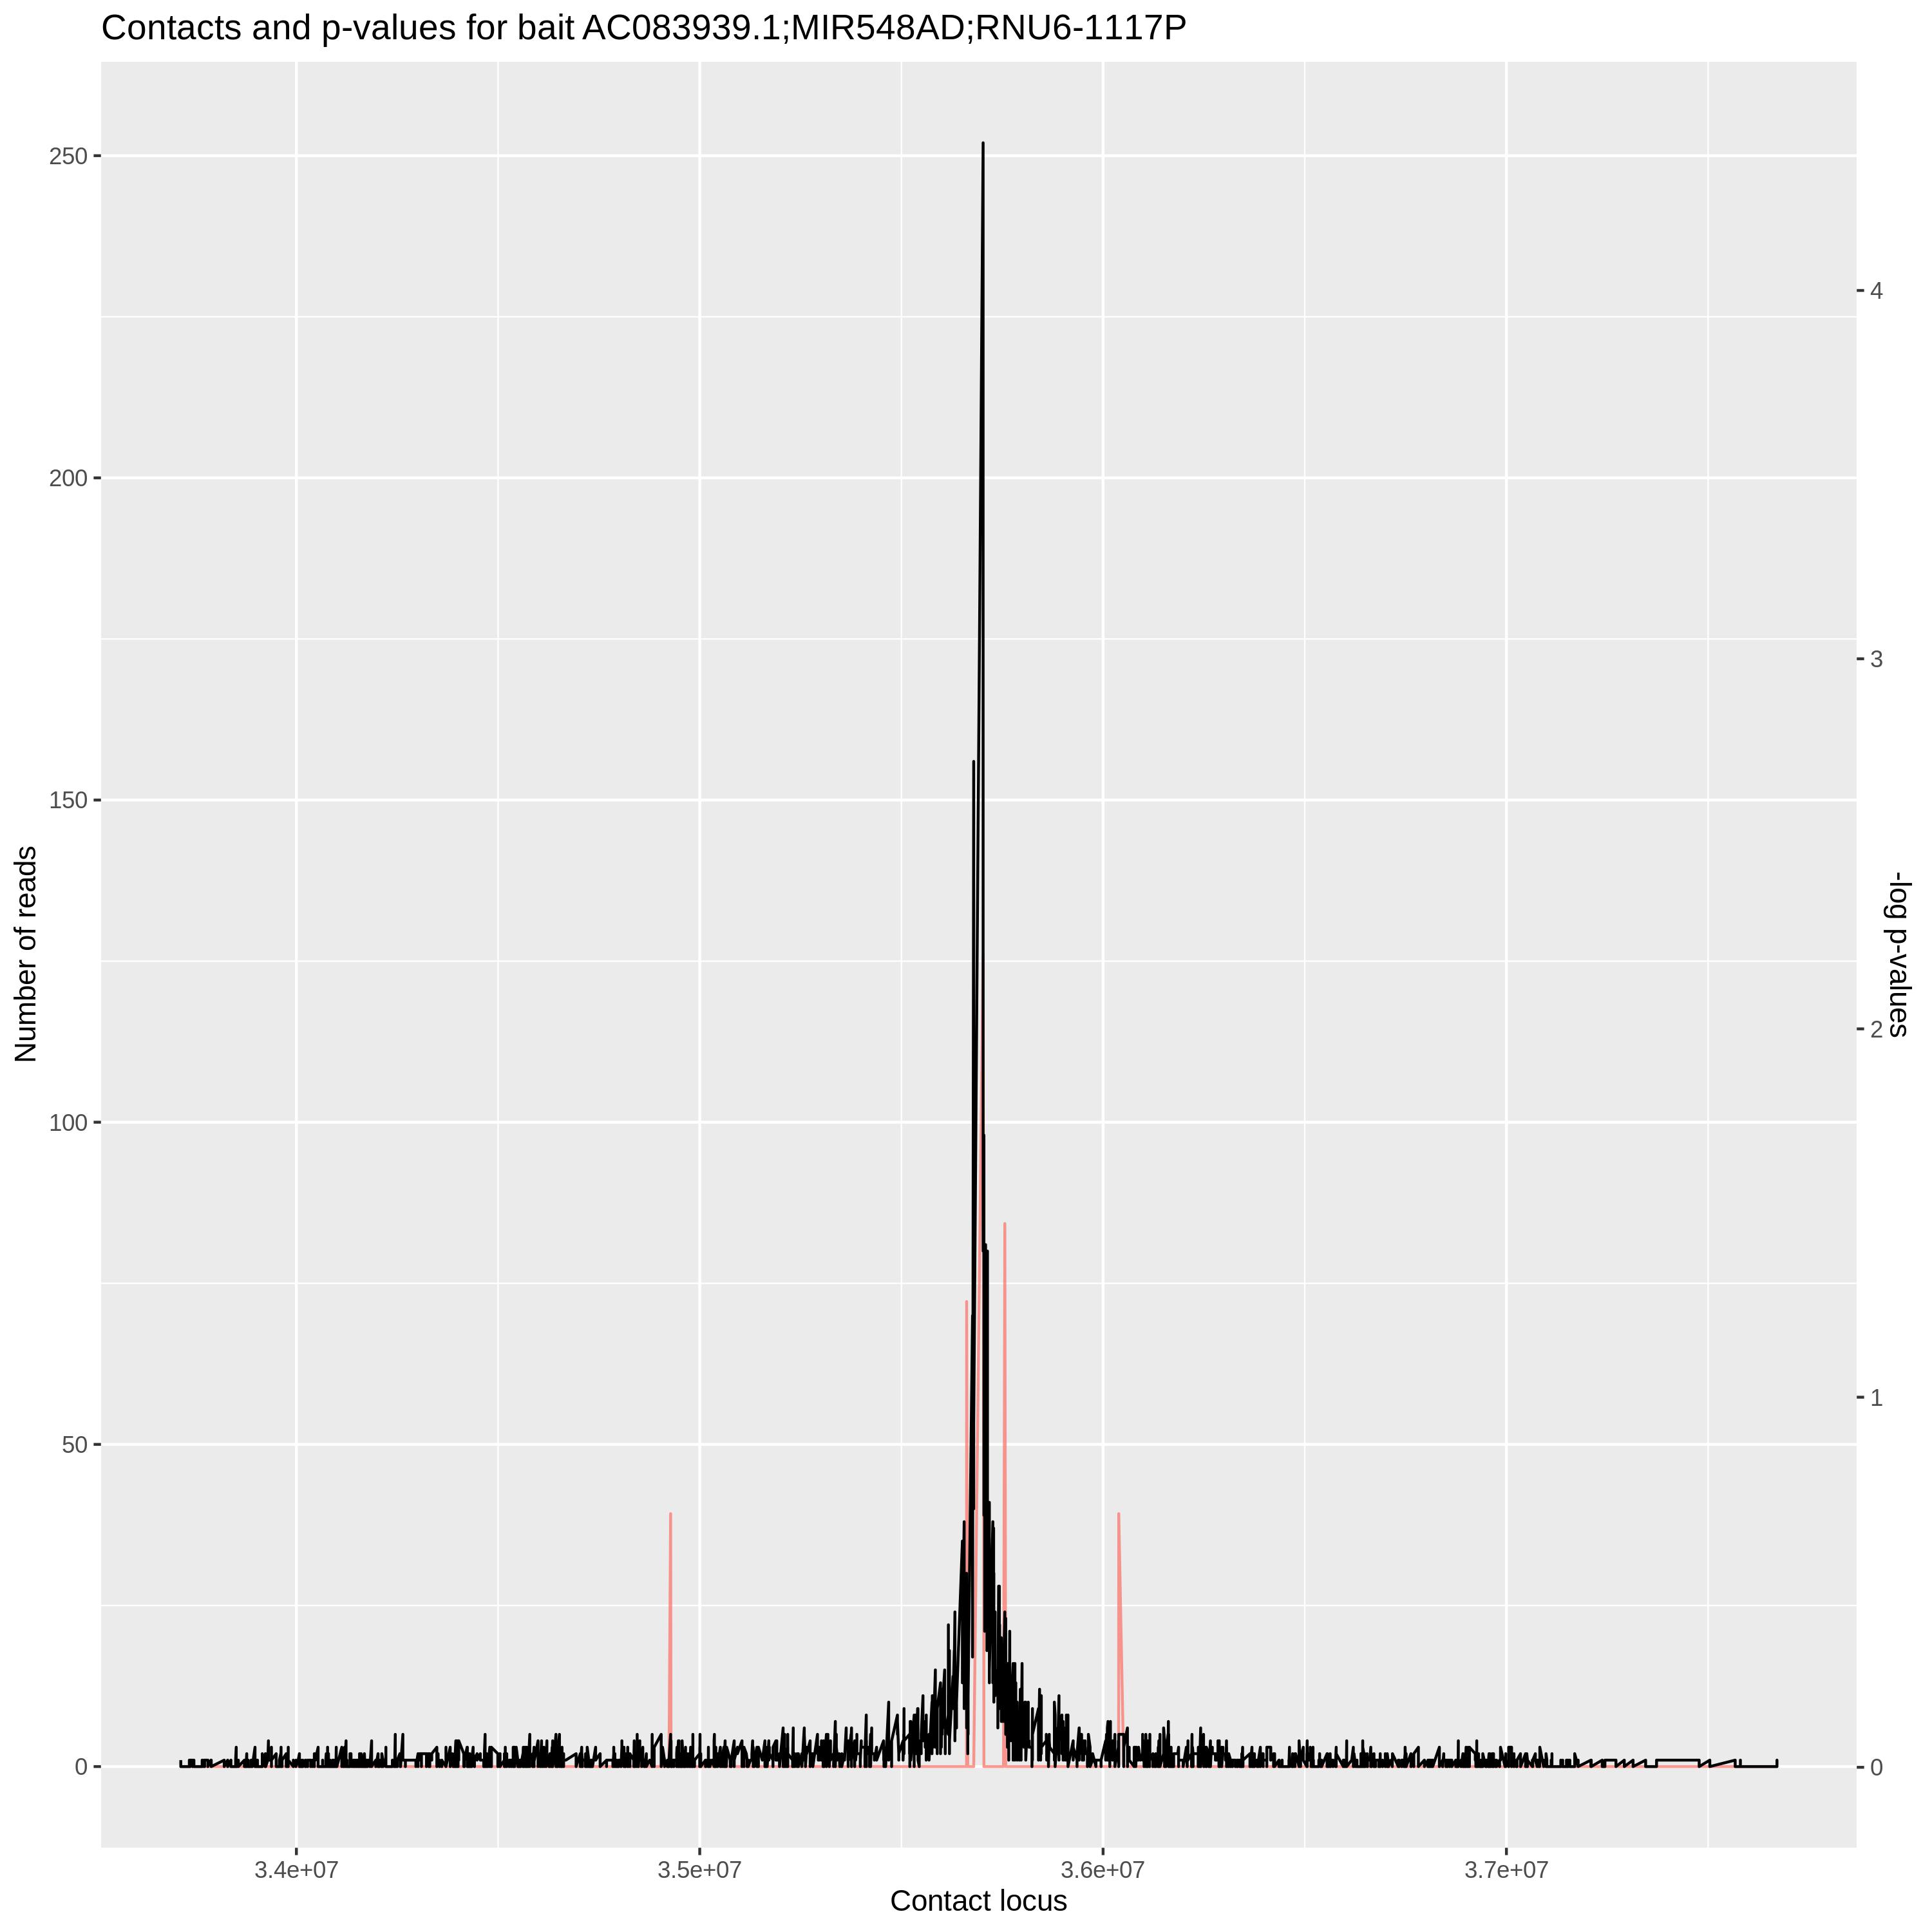 Contacts and p-values for bait AC083939.1;MIR548AD;RNU6-1117P
250
200
150
100
50
0
Number of reads
4
3
2
1
0
-log p-values
3.4e+07
3.5e+07
3.6e+07
3.7e+07
Contact locus